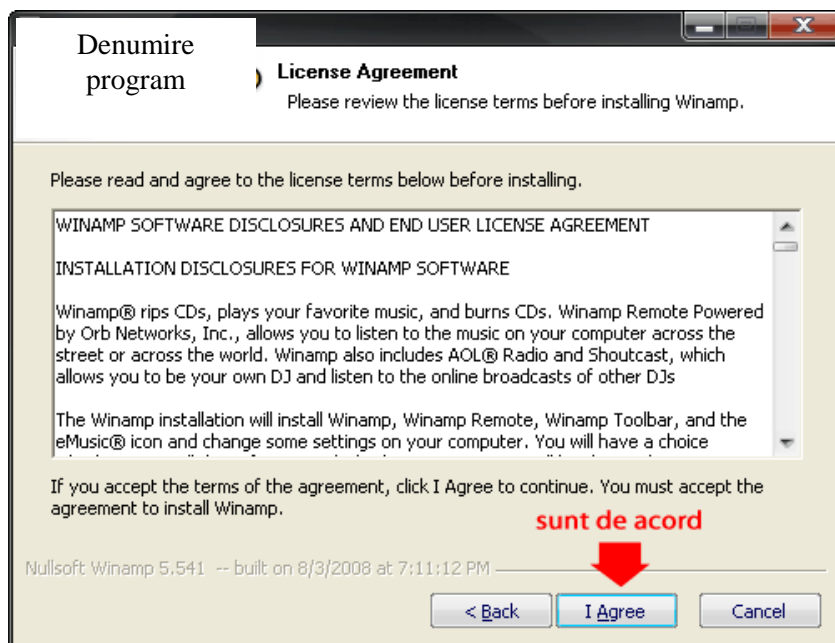 Denumire
program
License Agreement
Please review the license terms before installing Winamp.
Please read and agree to the license terms below before installing.
WINAMP SOFTWARE DISCLOSURES AND END USER LICENSE AGREEMENT
INSTALLATION DISCLOSURES FOR WINAMP SOFTWARE
Winamp® rips CDs, plays your favorite music, and burns CDs. Winamp Remote Powered
by Orb Networks, Inc., allows you to listen to the music on your computer across the
street or across the world. Winamp also includes AOL® Radio and Shoutcast, which
allows you to be your own DJ and listen to the online broadcasts of other DJs
The Winamp installation will install Winamp, Winamp Remote, Winamp Toolbar, and the
eMusic® icon and change some settings on your computer. You will have a choice
If you accept the terms of the agreement, click I Agree to continue. You must accept the
agreement to install Winamp.
sunt de acord
Nullsoft Winamp 5.541 -- built on 8/3/2008 at 7:11:12 PM
< Back
I Agree
Cancel